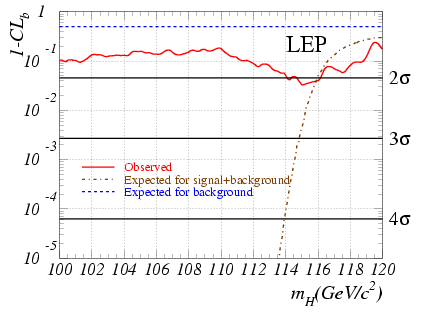 1-CL_b
1
10^-1
10^-2
10^-3
10^-4
10^-5
LEP
2σ
3σ
4σ
Observed
Expected for signal+background
Expected for background
100 102 104 106 108 110 112 114 116 118 120
m_H(GeV/c^2)